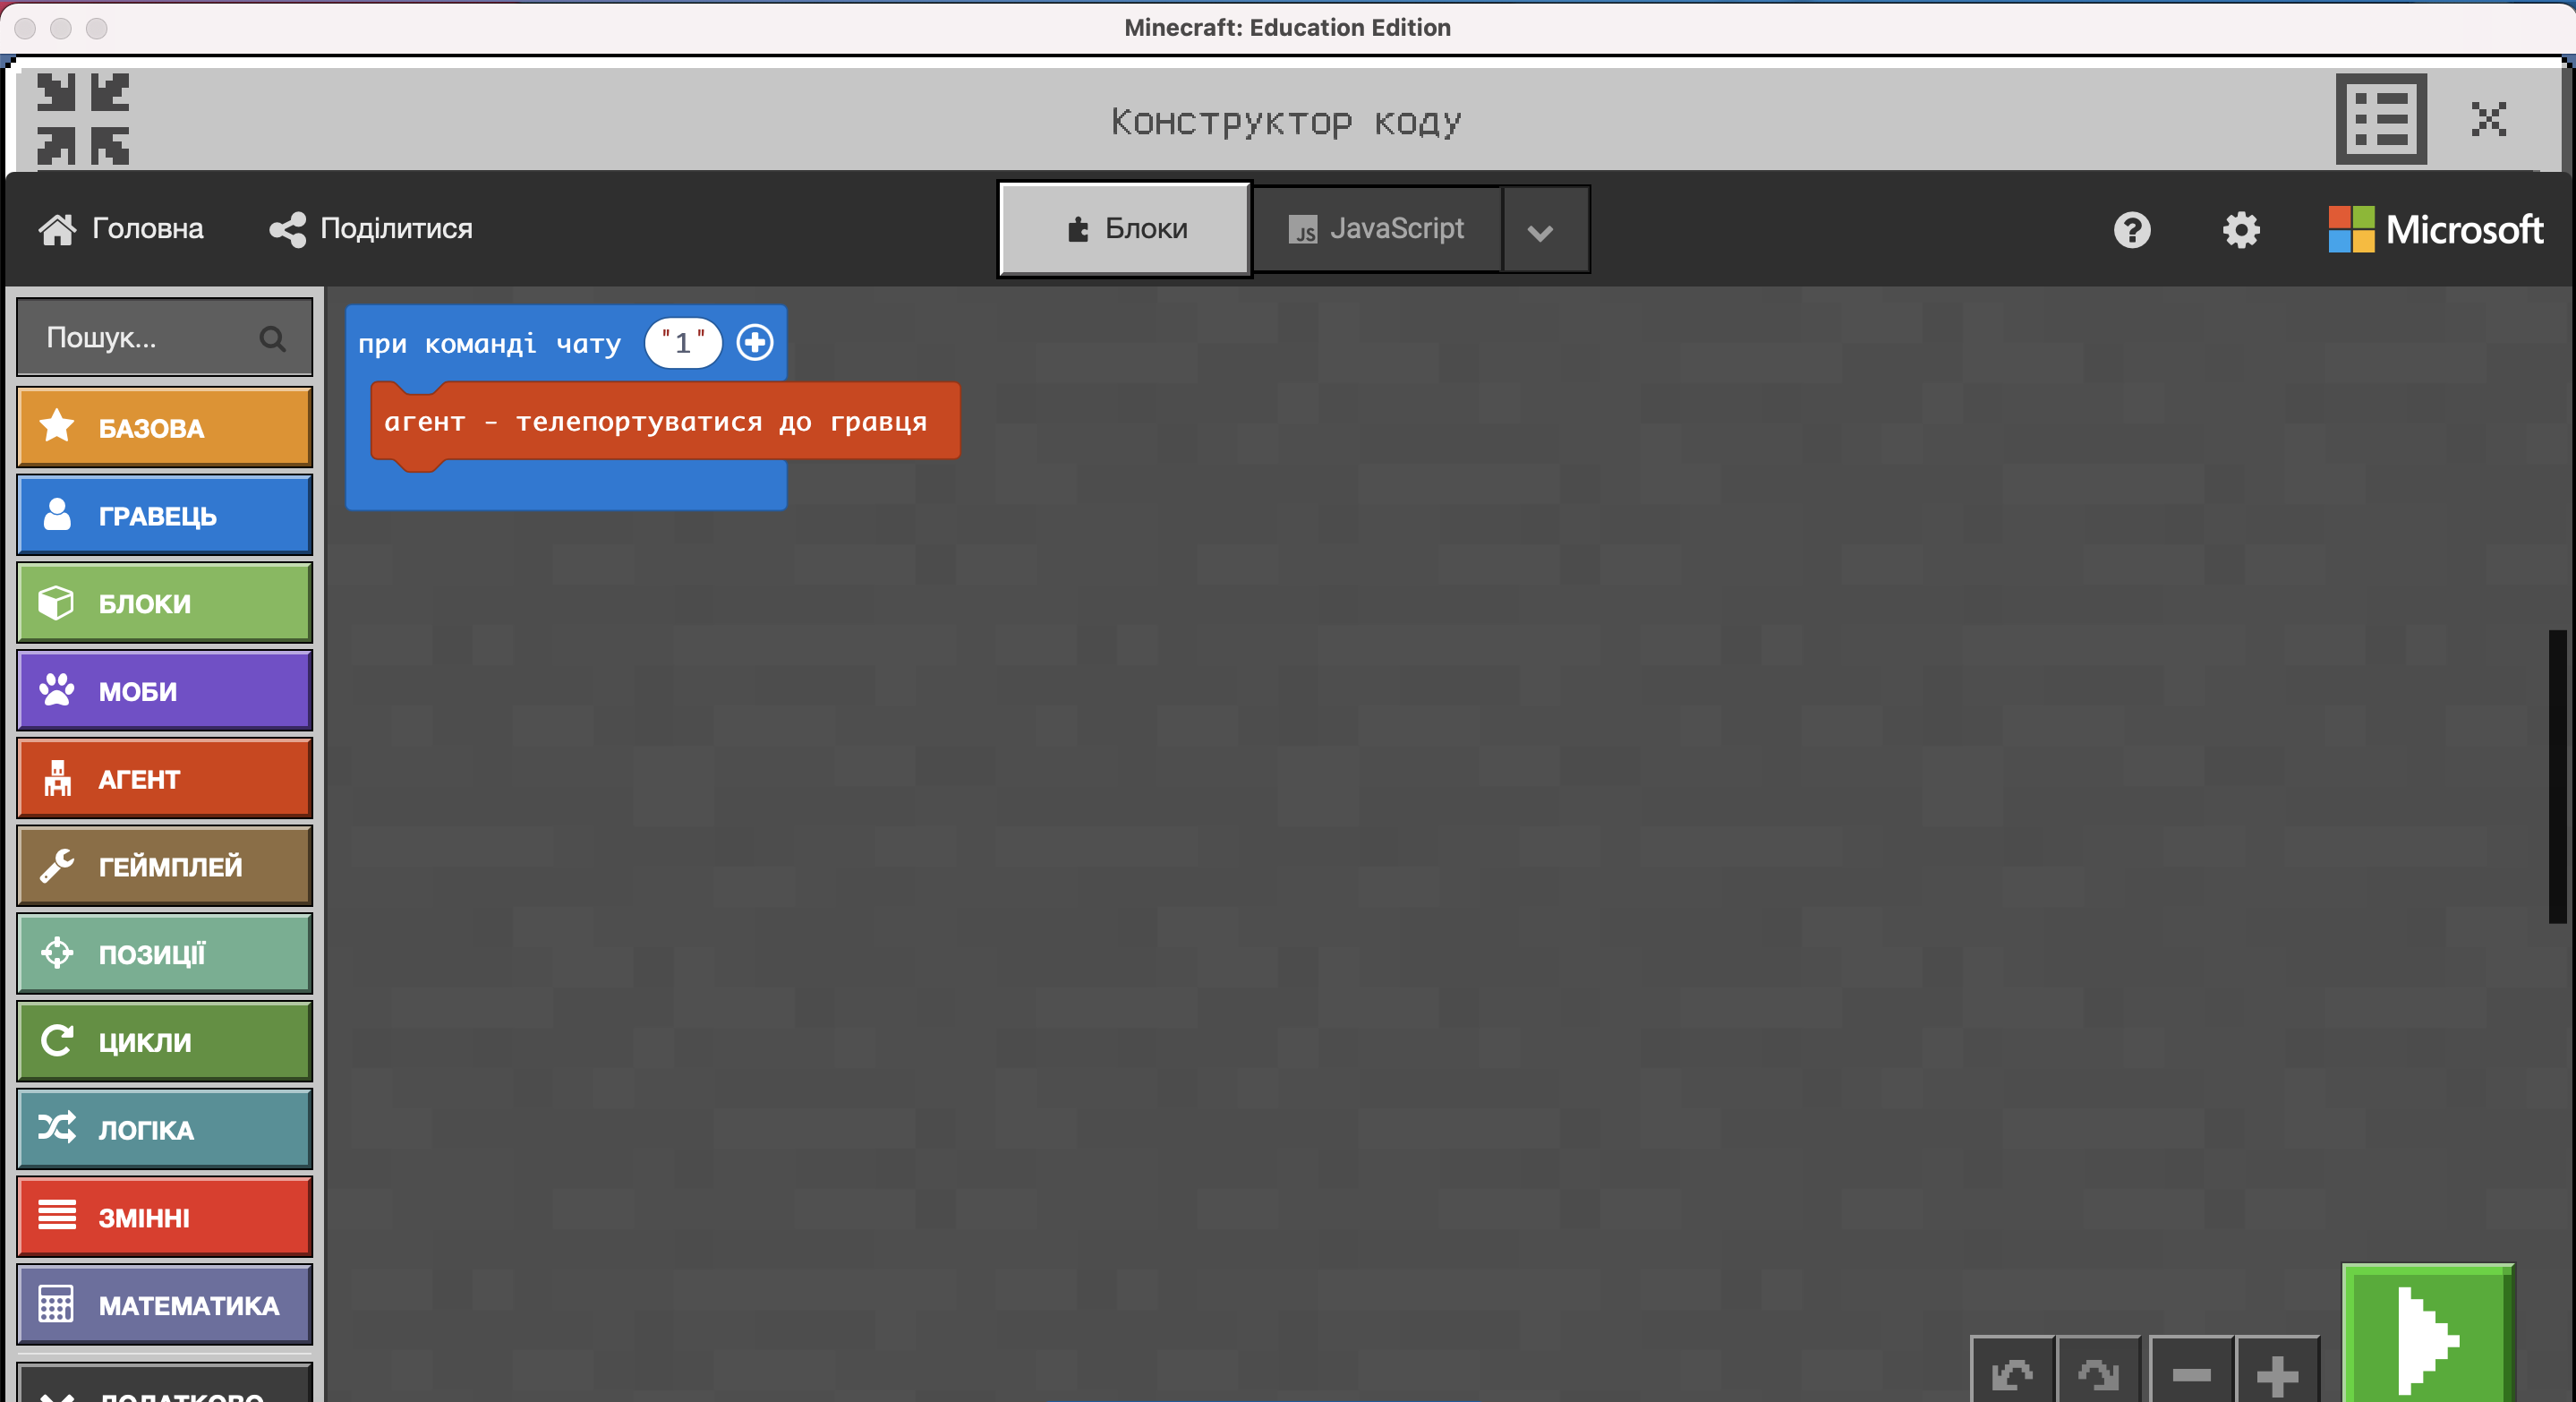 Minecraft: Education Edition
Конструктор коду
Головна
Поділитися
Блоки
JS JavaScript
Microsoft
Пошук...
при команді чату "1"
агент - телепортуватися до гравця
БАЗОВА
ГРАВЕЦЬ
БЛОКИ
МОБИ
АГЕНТ
ГЕЙМПЛЕЙ
ПОЗИЦІЇ
ЦИКЛИ
ЛОГІКА
ЗМІННІ
МАТЕМАТИКА
ДОДАТКОВО